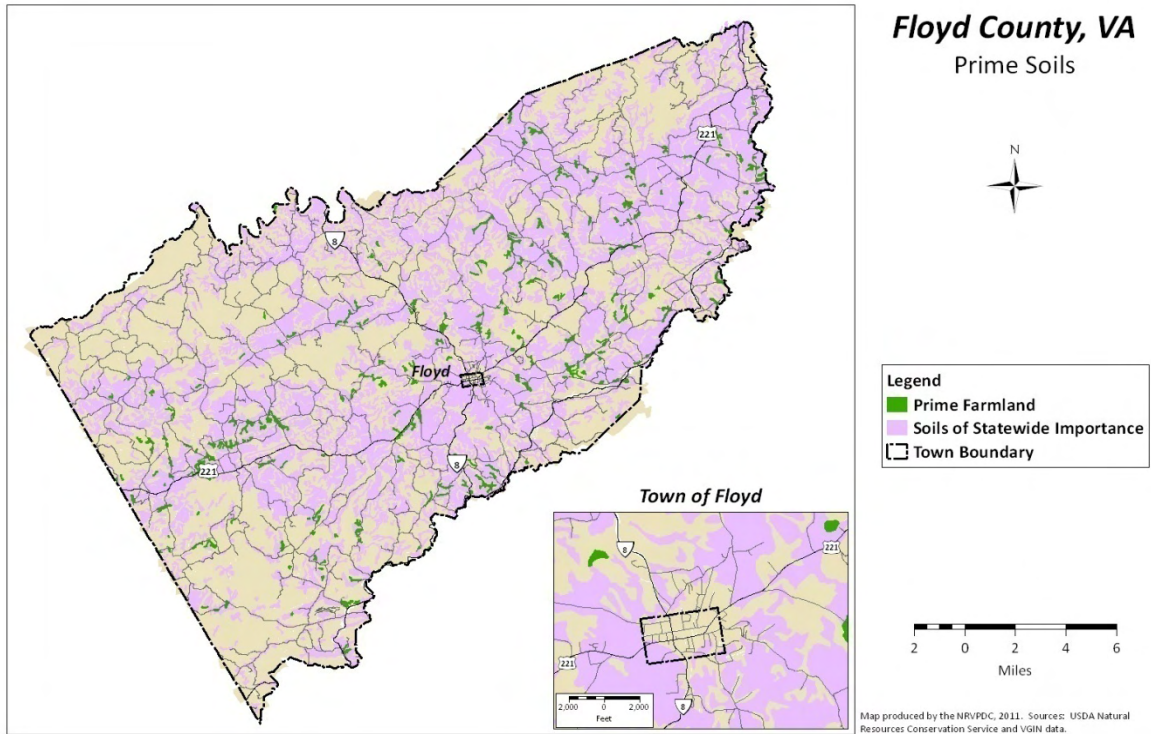 Floyd County, VA
Prime Soils
N
221
8
Floyd
8
221
Legend
Prime Farmland
Soils of Statewide Importance
Town Boundary
Town of Floyd
8
221
221
8
2,000 0 2,000
Feet
2 0 2 4 6
Miles
Map produced by the NRVPDC, 2011. Sources: USDA Natural
Resources Conservation Service and VGIN data.